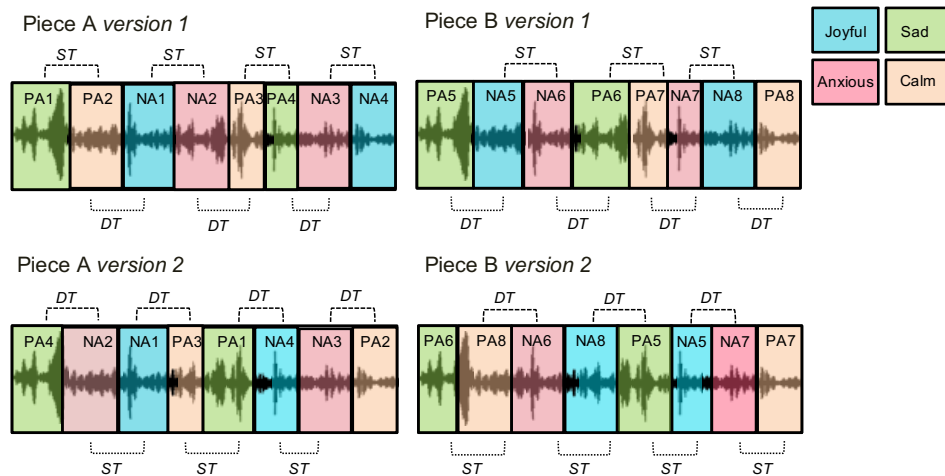 Piece A version 1
ST ST ST ST
PA1 PA2 NA1 NA2 PA3 PA4 NA3 NA4
DT DT DT
Piece B version 1
ST ST ST
PA5 NA5 NA6 PA6 PA7 NA7 NA8 PA8
DT DT DT DT
Joyful Sad
Anxious Calm
Piece A version 2
DT DT DT DT
PA4 NA2 NA1 PA3 PA1 NA4 NA3 PA2
ST ST ST
Piece B version 2
DT DT DT
PA6 PA8 NA6 NA8 PA5 NA5 NA7 PA7
ST ST ST ST